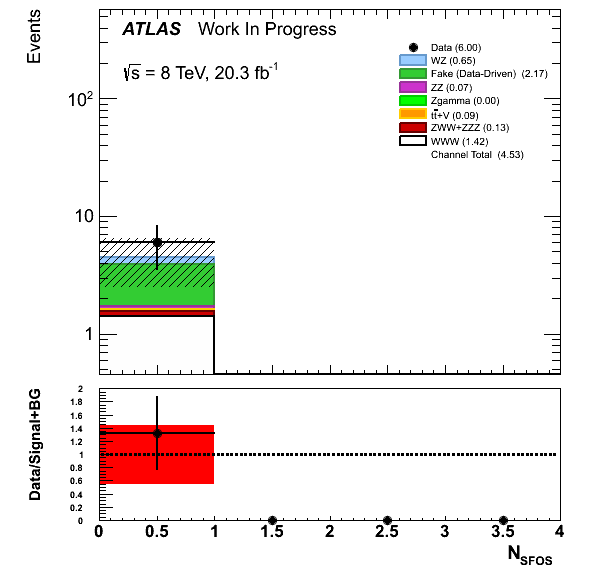 Events
ATLAS Work In Progress
√s = 8 TeV, 20.3 fb⁻¹
Data (6.00)
WZ (0.65)
Fake (Data-Driven) (2.17)
ZZ (0.07)
Zgamma (0.00)
tt̄+V (0.09)
ZWW+ZZZ (0.13)
WWW (1.42)
Channel Total (4.53)
10²
10
1
Data/Signal+BG
2
1.8
1.6
1.4
1.2
1
0.8
0.6
0.4
0.2
0
0 0.5 1 1.5 2 2.5 3 3.5 4
N_SFOS